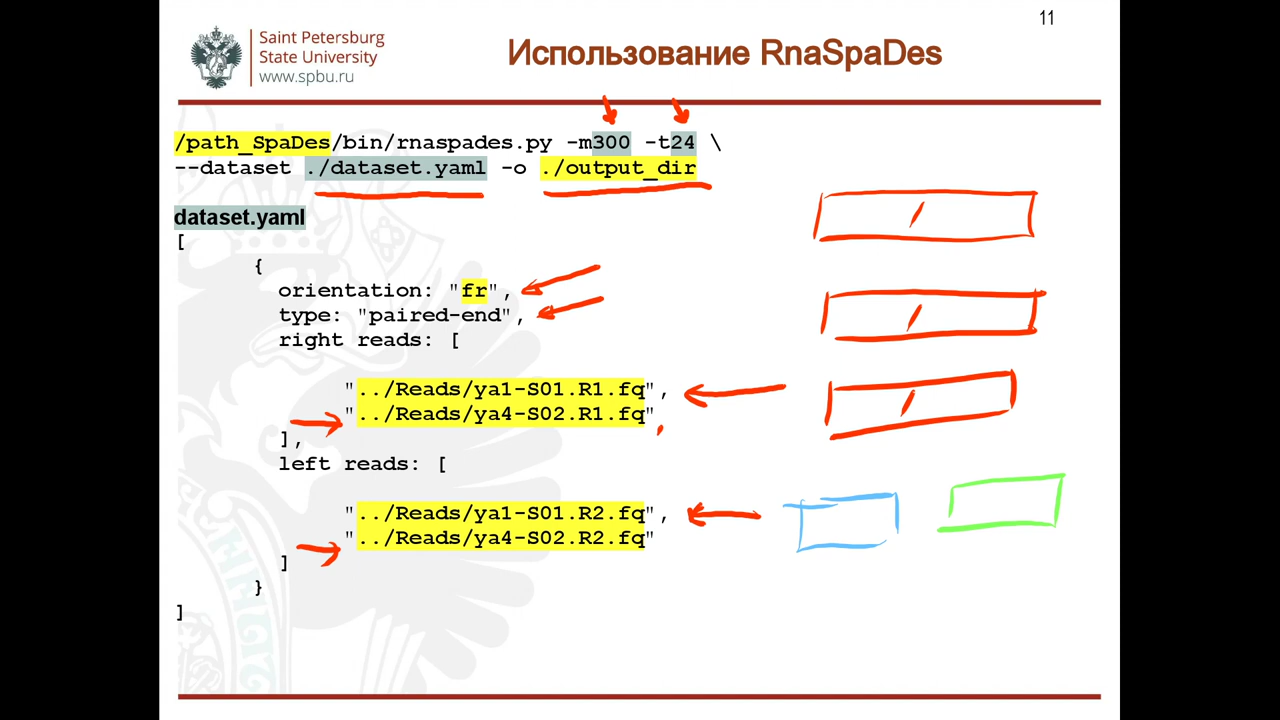 11
Saint Petersburg
State University
www.spbu.ru
Использование RnaSpaDes
/path_SpaDes/bin/rnaspades.py -m300 -t24 \
--dataset ./dataset.yaml -o ./output_dir
dataset.yaml
[
{
orientation: "fr",
type: "paired-end",
right reads: [
"../Reads/ya1-S01.R1.fq",
"../Reads/ya4-S02.R1.fq"
],
left reads: [
"../Reads/ya1-S01.R2.fq",
"../Reads/ya4-S02.R2.fq"
]
}
]